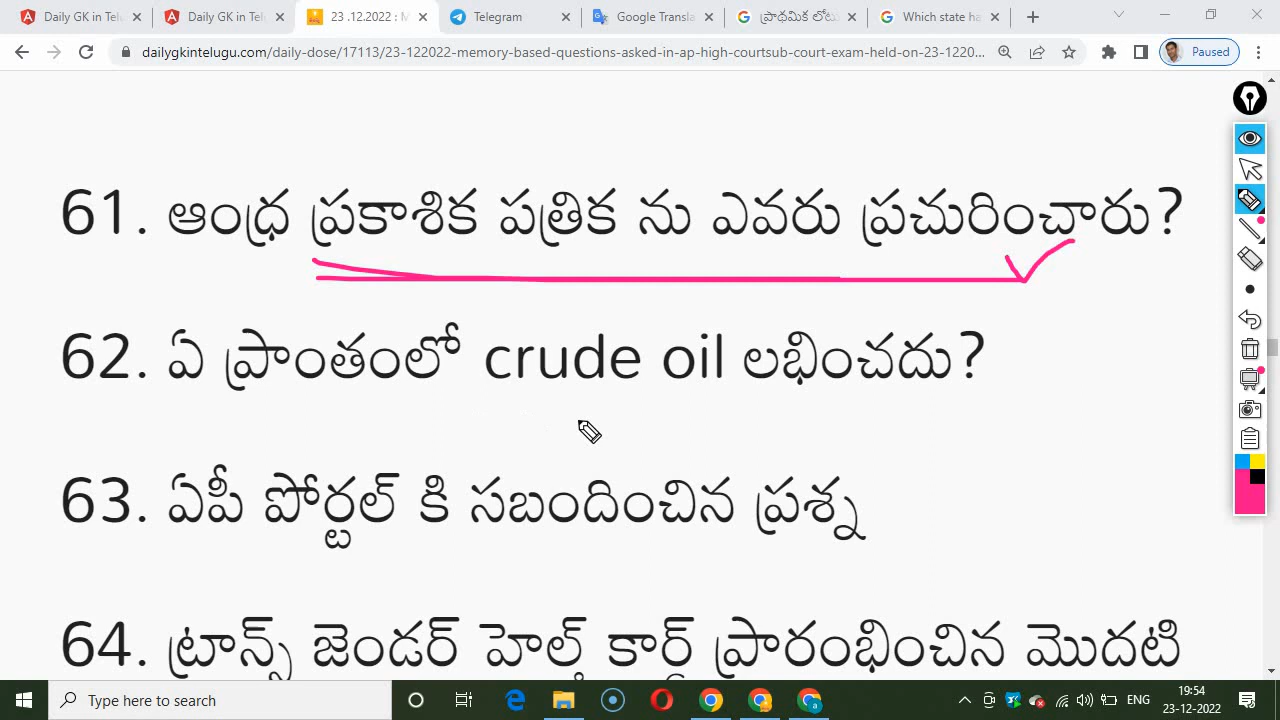 Daily GK in Telu
Daily GK in Telu
23 .12.2022 : M
Telegram
Google Transla
ప్రాథమిక లోటు
Which state ha
dailygkintelugu.com/daily-dose/17113/23-122022-memory-based-questions-asked-in-ap-high-courtsub-court-exam-held-on-23-1220...
Paused
61. ఆంధ్ర ప్రకాశిక పత్రిక ను ఎవరు ప్రచురించారు?
62. ఏ ప్రాంతంలో crude oil లభించదు?
63. ఏపీ పోర్టల్ కి సబందించిన ప్రశ్న
64. ట్రాన్స్ జెండర్ హెల్త్ కార్డ్ ప్రారంభించిన మొదటి
Type here to search
ENG
19:54
23-12-2022